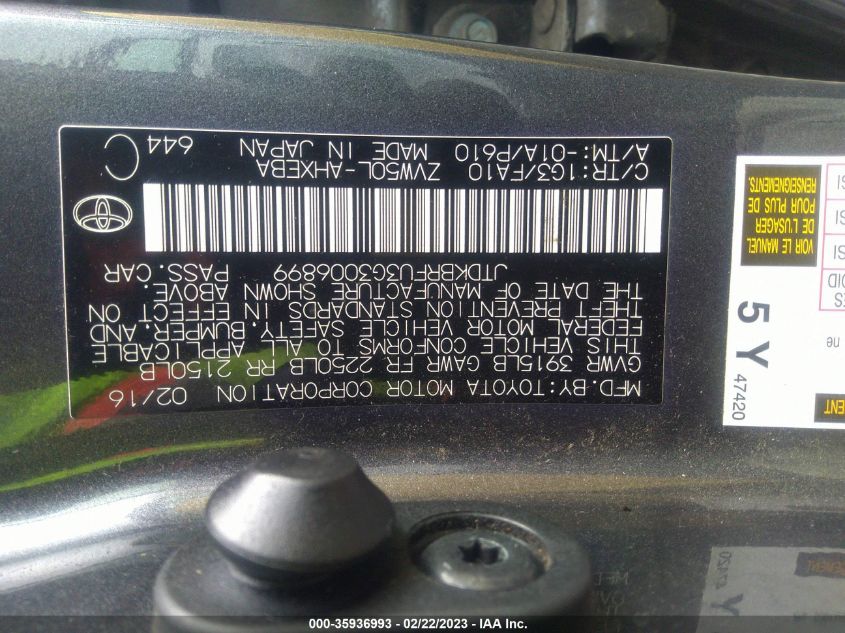 MFD. BY: TOYOTA MOTOR CORPORATION 02/16
GVWR 3915LB GAWR FR 2250LB RR 2150LB
THIS VEHICLE CONFORMS TO ALL APPLICABLE
FEDERAL MOTOR VEHICLE SAFETY, BUMPER, AND
THEFT PREVENTION STANDARDS IN EFFECT ON
THE DATE OF MANUFACTURE SHOWN ABOVE.
JTDKBRFU3G3006899 PASS. CAR
C/TR: 1G3/FA10 ZVW50L-AHXEBA
A/TM: -01A/P610 MADE IN JAPAN 644 C
VOIR LE MANUEL
DE L'USAGER
POUR PLUS DE
RENSEIGNEMENTS.
5 Y 47420
000-35936993 - 02/22/2023 - IAA Inc.